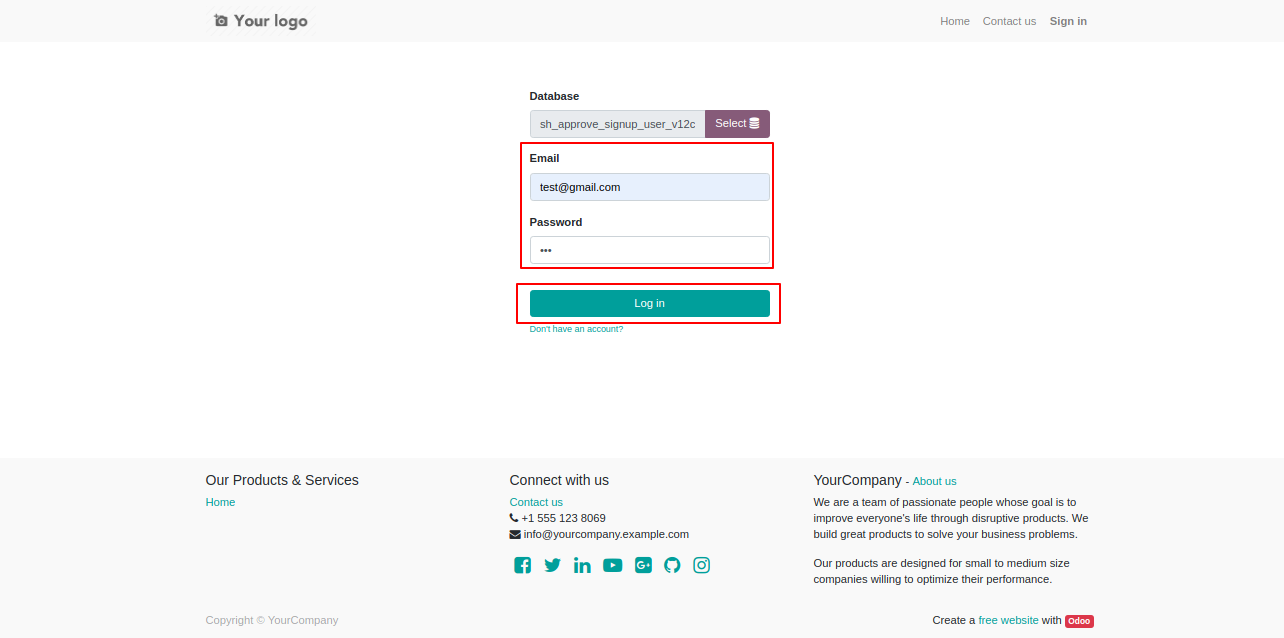 Your logo
Home Contact us Sign in
Database
sh_approve_signup_user_v12c Select
Email
test@gmail.com
Password
•••
Log in
Don't have an account?
Our Products & Services
Home
Connect with us
Contact us
+1 555 123 8069
info@yourcompany.example.com
YourCompany - About us
We are a team of passionate people whose goal is to
improve everyone's life through disruptive products. We
build great products to solve your business problems.
Our products are designed for small to medium size
companies willing to optimize their performance.
Copyright © YourCompany
Create a free website with Odoo